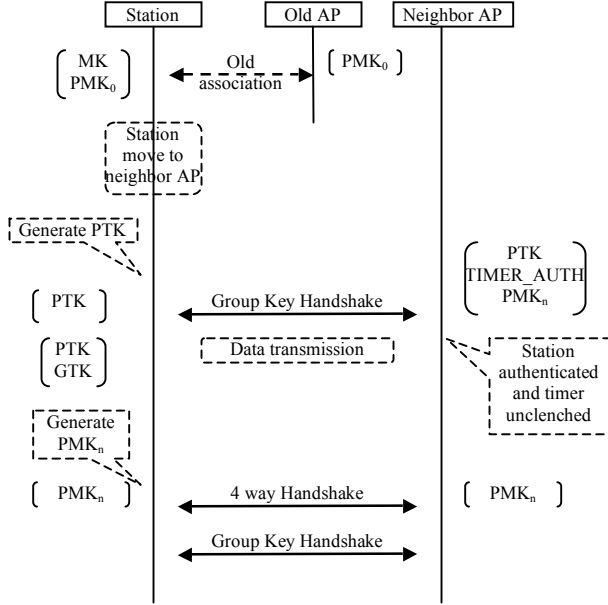 Station Old AP Neighbor AP
MK
PMK₀
Old
association
PMK₀
Station
move to
neighbor AP
Generate PTK
PTK
TIMER_AUTH
PMKₙ
PTK
Group Key Handshake
PTK
GTK
Data transmission
Station
authenticated
and timer
unclenched
Generate
PMKₙ
PMKₙ
4 way Handshake
PMKₙ
Group Key Handshake